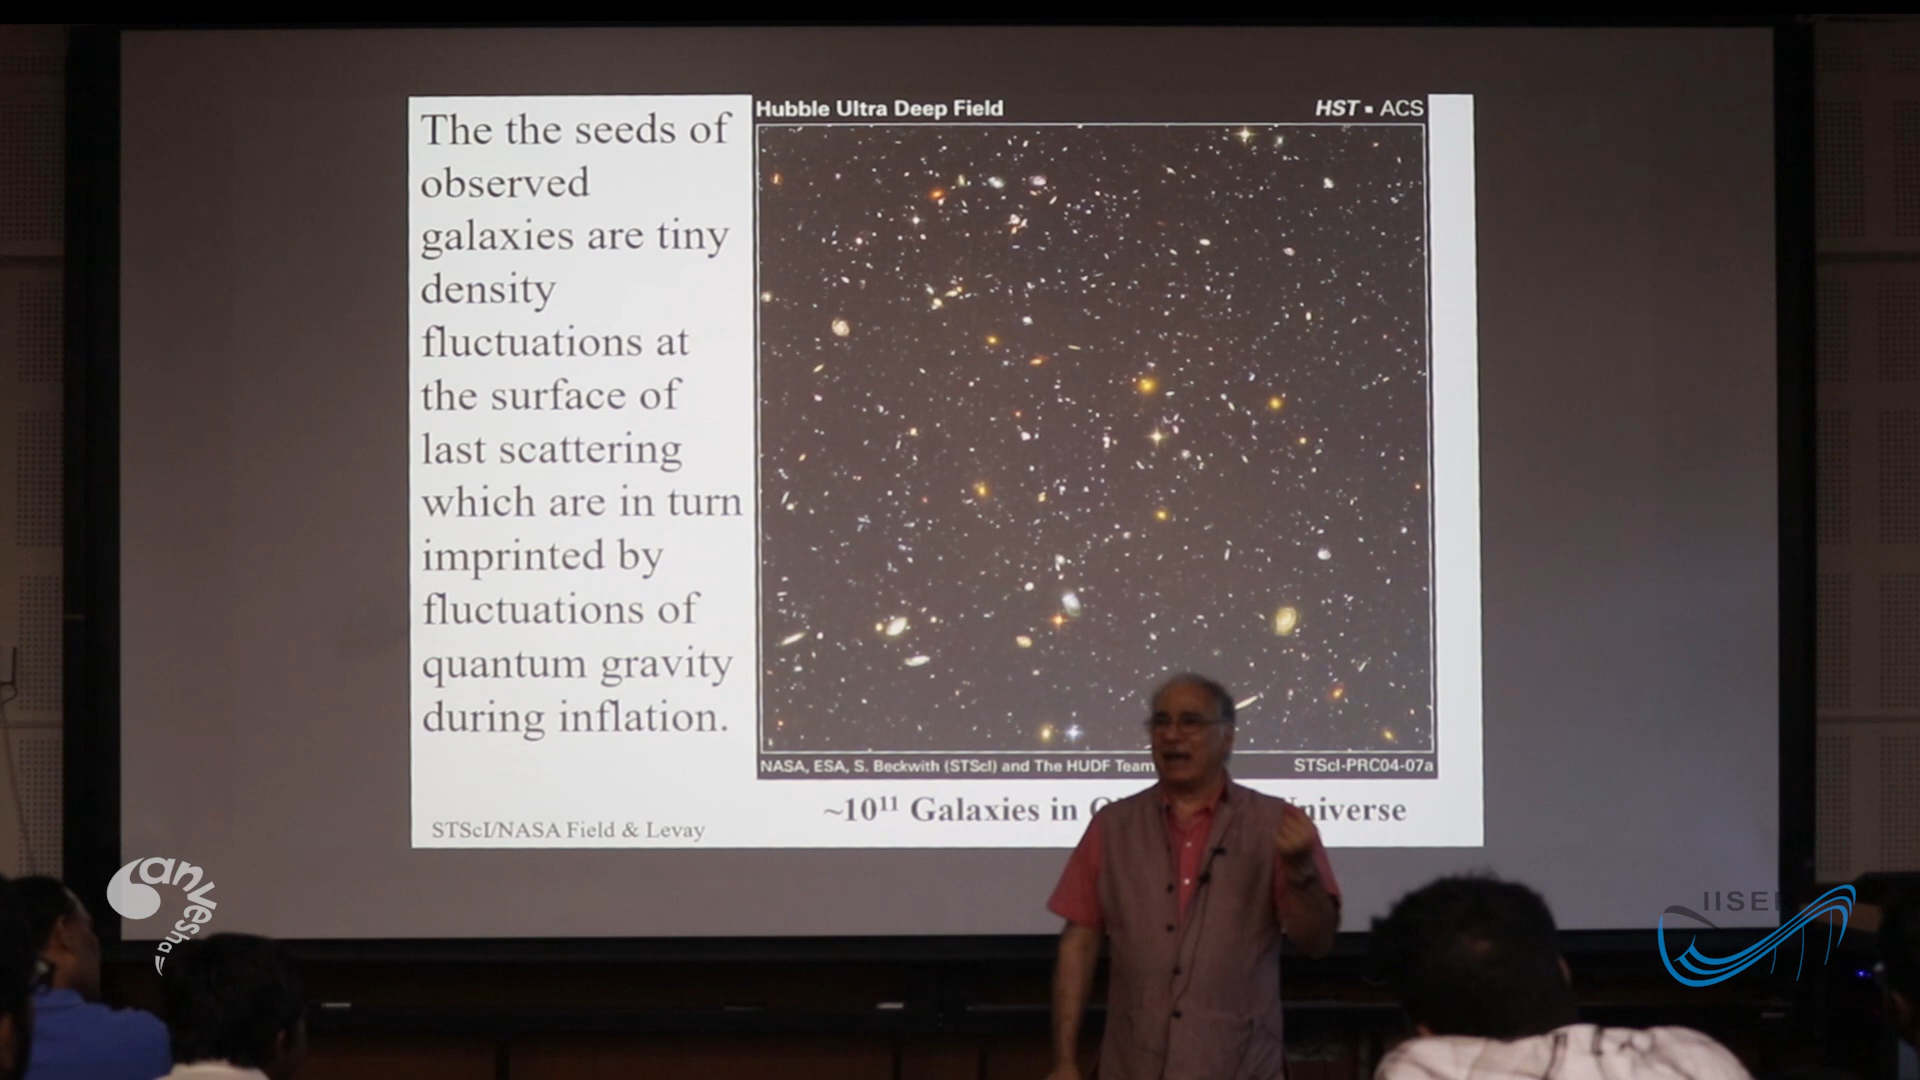 The the seeds of
observed
galaxies are tiny
density
fluctuations at
the surface of
last scattering
which are in turn
imprinted by
fluctuations of
quantum gravity
during inflation.
STScI/NASA Field & Levay
Hubble Ultra Deep Field
HST ▪ ACS
NASA, ESA, S. Beckwith (STScI) and The HUDF Team
STScI-PRC04-07a
~10¹¹ Galaxies in
anvesha
IISE